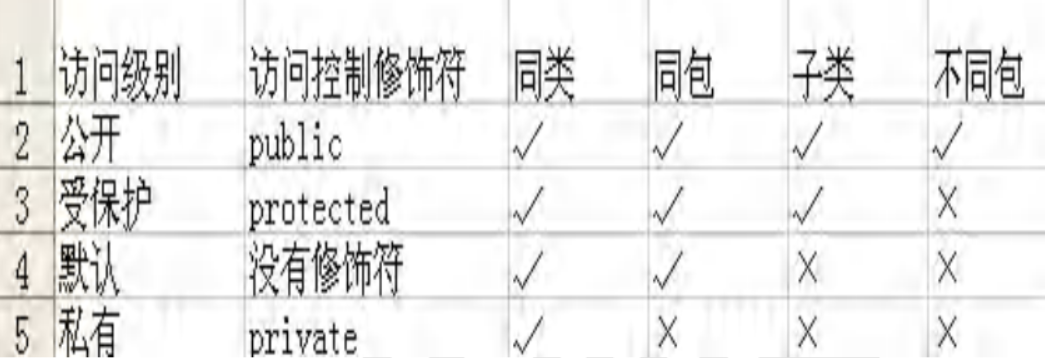 1 访问级别 访问控制修饰符 同类 同包 子类 不同包
2 公开 public √ √ √ √
3 受保护 protected √ √ √ ×
4 默认 没有修饰符 √ √ × ×
5 私有 private √ × × ×